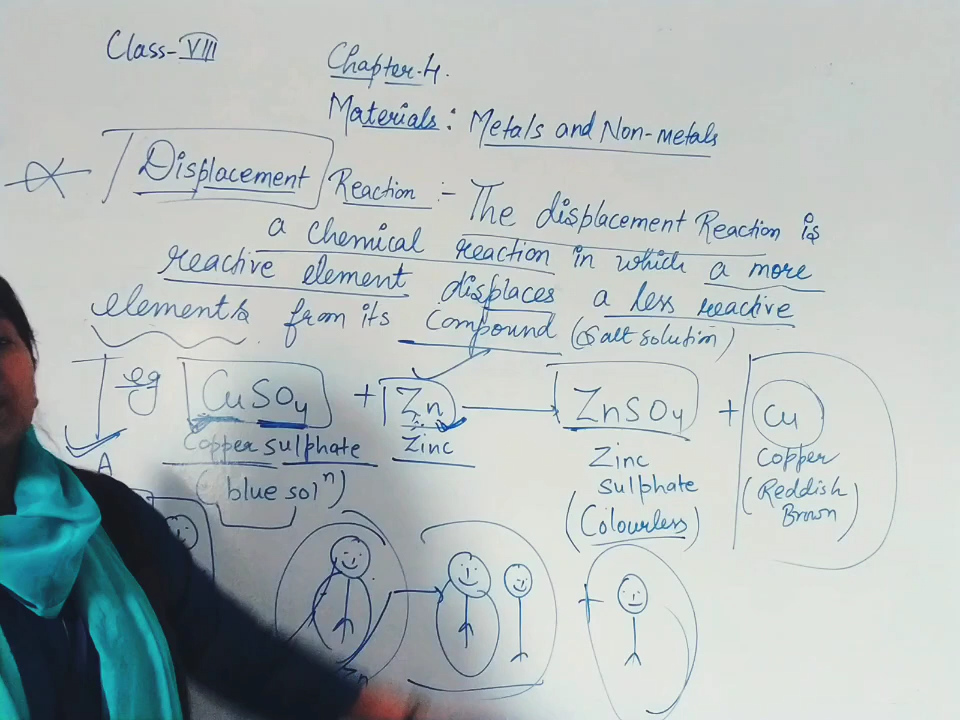 Class-VIII
Chapter-4.
Materials: Metals and Non-metals
Displacement Reaction :- The displacement Reaction is
a chemical reaction in which a more
reactive element displaces a less reactive
elements from its Compound (Salt solution)
eg CuSO4 + Zn → ZnSO4 + Cu
Copper sulphate Zinc Zinc sulphate Copper
(blue solⁿ) (Colourless) (Reddish Brown)
A
+